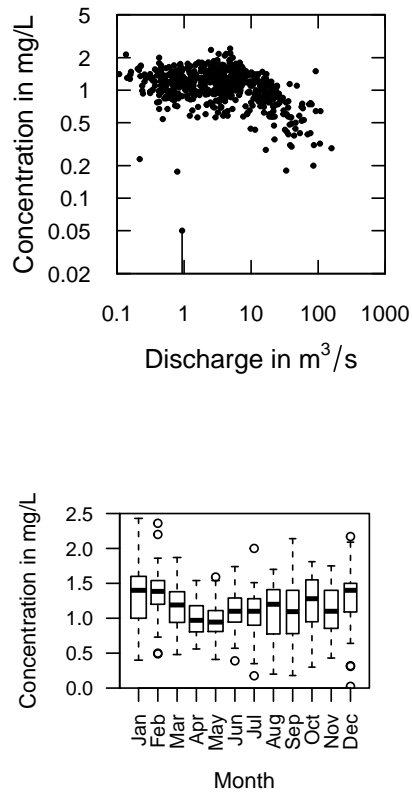 Concentration in mg/L
5
2
1
0.5
0.2
0.1
0.05
0.02
0.1 1 10 100 1000
Discharge in m³/s
Concentration in mg/L
2.5
2.0
1.5
1.0
0.5
0.0
Jan Feb Mar Apr May Jun Jul Aug Sep Oct Nov Dec
Month